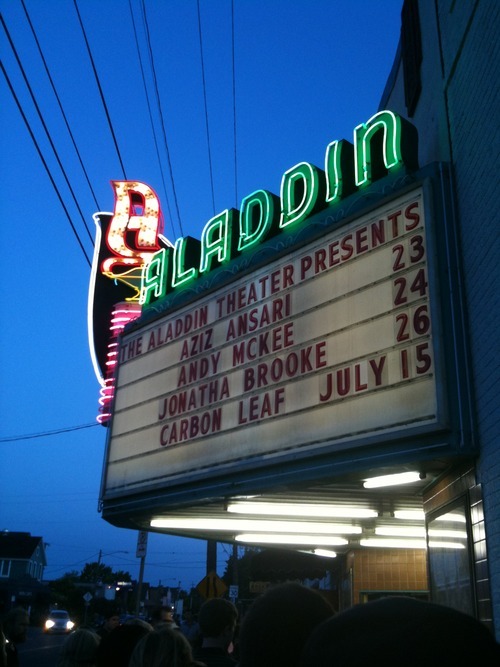 A
ALADDIN
THE ALADDIN THEATER PRESENTS
AZIZ ANSARI 23
ANDY MCKEE 24
JONATHA BROOKE 26
CARBON LEAF JULY 15